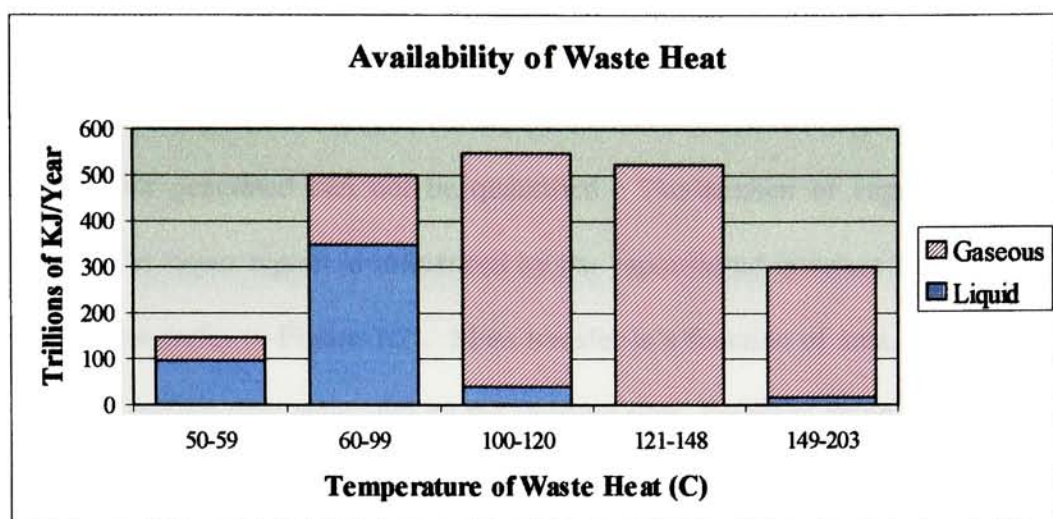 Availability of Waste Heat
Trillions of KJ/Year
600
500
400
300
200
100
0
50-59
60-99
100-120
121-148
149-203
Temperature of Waste Heat (C)
Gaseous
Liquid